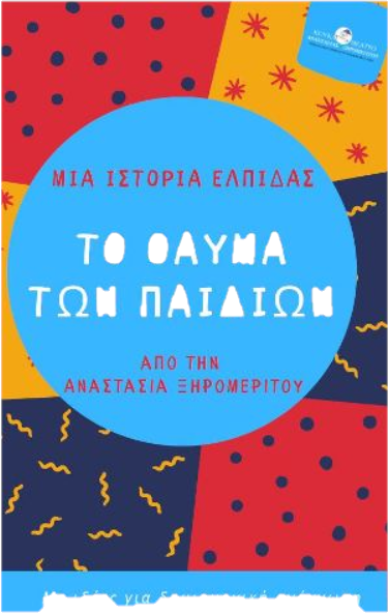 ΜΙΑ ΙΣΤΟΡΙΑ ΕΛΠΙΔΑΣ
ΤΟ ΘΑΥΜΑ
ΤΩΝ ΠΑΙΔΙΩΝ
ΑΠΟ ΤΗΝ
ΑΝΑΣΤΑΣΙΑ ΞΗΡΟΜΕΡΙΤΟΥ